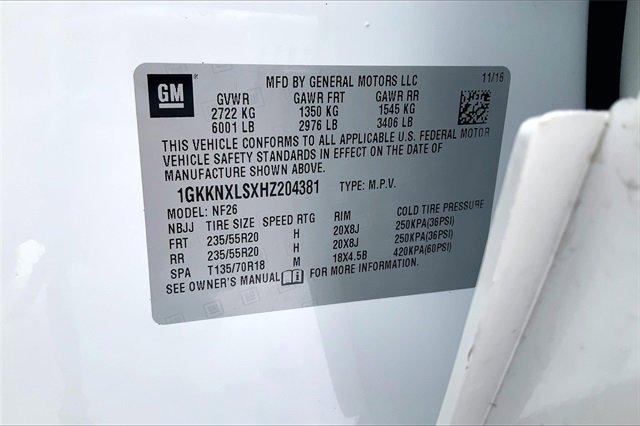 GM
MFD BY GENERAL MOTORS LLC 11/16
GVWR GAWR FRT GAWR RR
2722 KG 1350 KG 1545 KG
6001 LB 2976 LB 3406 LB
THIS VEHICLE CONFORMS TO ALL APPLICABLE U.S. FEDERAL MOTOR
VEHICLE SAFETY STANDARDS IN EFFECT ON THE DATE OF
MANUFACTURE SHOWN ABOVE.
1GKKNXLSXHZ204381 TYPE: M.P.V.
MODEL: NF26
NBJJ TIRE SIZE SPEED RTG RIM COLD TIRE PRESSURE
FRT 235/55R20 H 20X8J 250KPA(36PSI)
RR 235/55R20 H 20X8J 250KPA(36PSI)
SPA T135/70R18 M 18X4.5B 420KPA(60PSI)
SEE OWNER'S MANUAL FOR MORE INFORMATION.